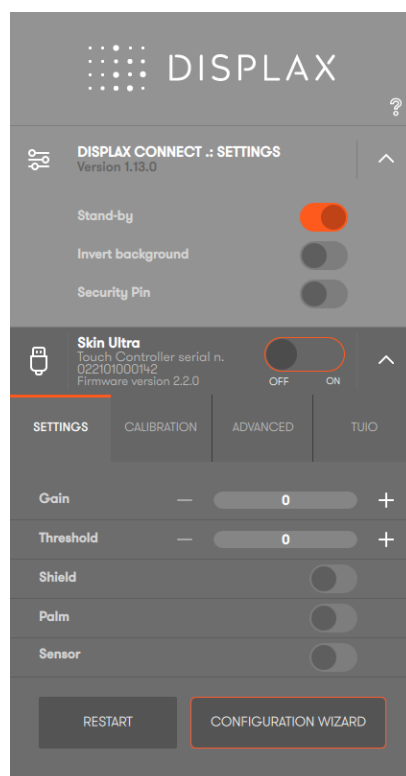 DISPLAX
?
DISPLAX CONNECT .: SETTINGS
Version 1.13.0
Stand-by
Invert background
Security Pin
Skin Ultra
Touch Controller serial n.
022101000142
Firmware version 2.2.0
OFF ON
SETTINGS CALIBRATION ADVANCED TUIO
Gain — 0 +
Threshold — 0 +
Shield
Palm
Sensor
RESTART CONFIGURATION WIZARD